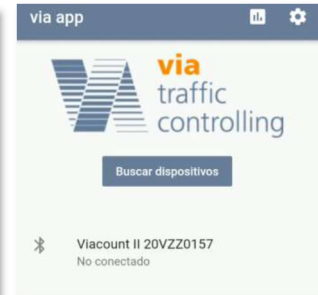 via app
via
traffic
controlling
Buscar dispositivos
Viacount II 20VZZ0157
No conectado